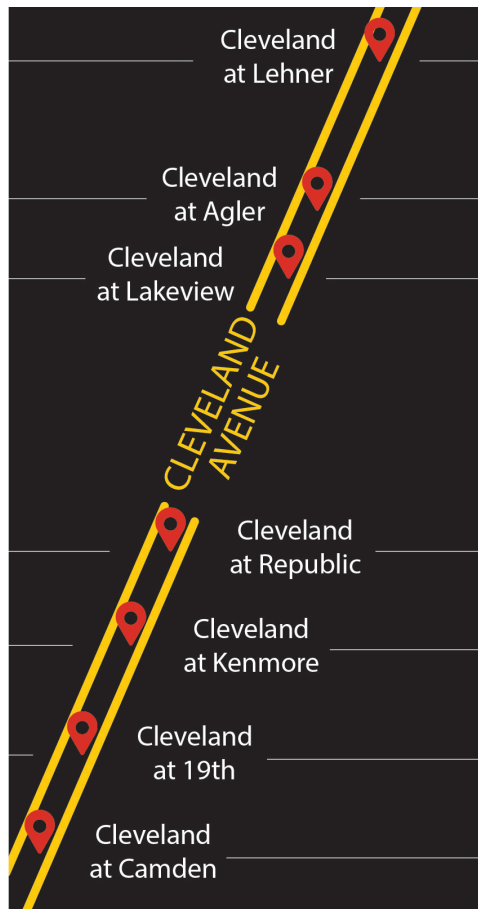 Cleveland
at Lehner
Cleveland
at Agler
Cleveland
at Lakeview
CLEVELAND
AVENUE
Cleveland
at Republic
Cleveland
at Kenmore
Cleveland
at 19th
Cleveland
at Camden